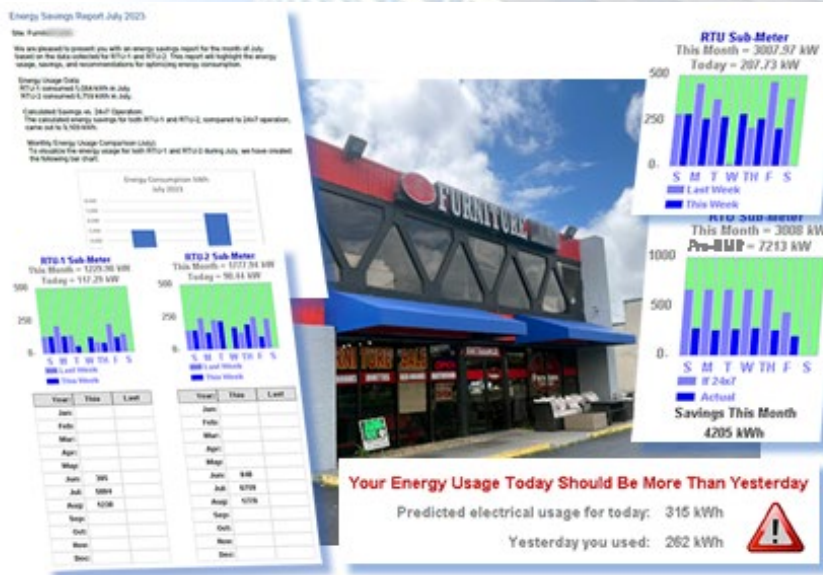 Energy Savings Report July 2023
Site: Furni
We are pleased to present you with an energy savings report for the month of July
based on the data collected for RTU-1 and RTU-2. This report will highlight the energy
usage, savings, and recommendations for optimizing energy consumption.
Energy Usage Data:
RTU-1 consumed 5,084 kWh in July.
RTU-2 consumed 6,759 kWh in July.
Calculated Savings vs. 24x7 Operation:
The calculated energy savings for both RTU-1 and RTU-2, compared to 24x7 operation,
came out to kWh.
Monthly Energy Usage Comparison (July):
To visualize the energy usage for both RTU-1 and RTU-2 during July, we have created
the following bar chart.
Energy Consumption kWh
July 2023
RTU-1 Sub-Meter
This Month = 1229.98 kW
Today = 117.29 kW
500
250
0.
S M T W TH F S
Last Week
This Week
RTU-2 Sub-Meter
This Month = 1777.94 kW
Today = 90.44 kW
500
250
0.
S M T W TH F S
Last Week
This Week
Year: This Last
Jan:
Feb:
Mar:
Apr:
May:
Jun: 395
Jul: 5084
Aug: 1230
Sep:
Oct:
Nov:
Dec:
Year: This Last
Jan:
Feb:
Mar:
Apr:
May:
Jun: 948
Jul: 6759
Aug: 1778
Sep:
Oct:
Nov:
Dec:
FURNITURE
FURNITURE SALE
OPEN
RTU Sub-Meter
This Month = 3007.97 kW
Today = 207.73 kW
500
250
0.
S M T W TH F S
Last Week
This Week
RTU Sub-Meter
This Month = 3008 kW
= 7213 kW
1000
500
0.
S M T W TH F S
If 24x7
Actual
Savings This Month
4205 kWh
Your Energy Usage Today Should Be More Than Yesterday
Predicted electrical usage for today: 315 kWh
Yesterday you used: 262 kWh
!